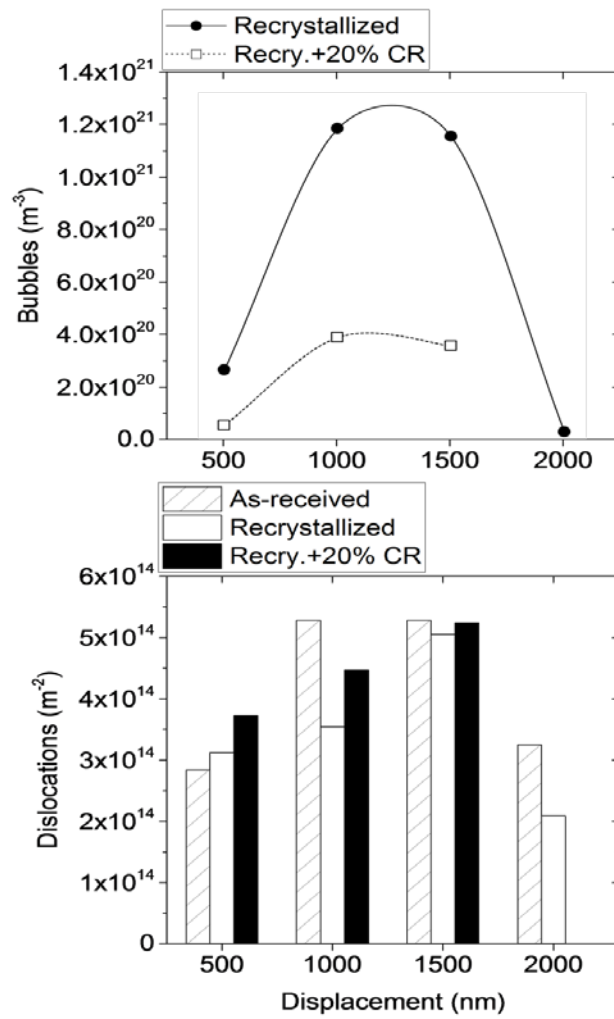 Recrystallized
Recry.+20% CR
1.4x10²¹
1.2x10²¹
1.0x10²¹
8.0x10²⁰
6.0x10²⁰
4.0x10²⁰
2.0x10²⁰
0.0
Bubbles (m⁻³)
500 1000 1500 2000
As-received
Recrystallized
Recry.+20% CR
6x10¹⁴
5x10¹⁴
4x10¹⁴
3x10¹⁴
2x10¹⁴
1x10¹⁴
0
Dislocations (m⁻²)
500 1000 1500 2000
Displacement (nm)